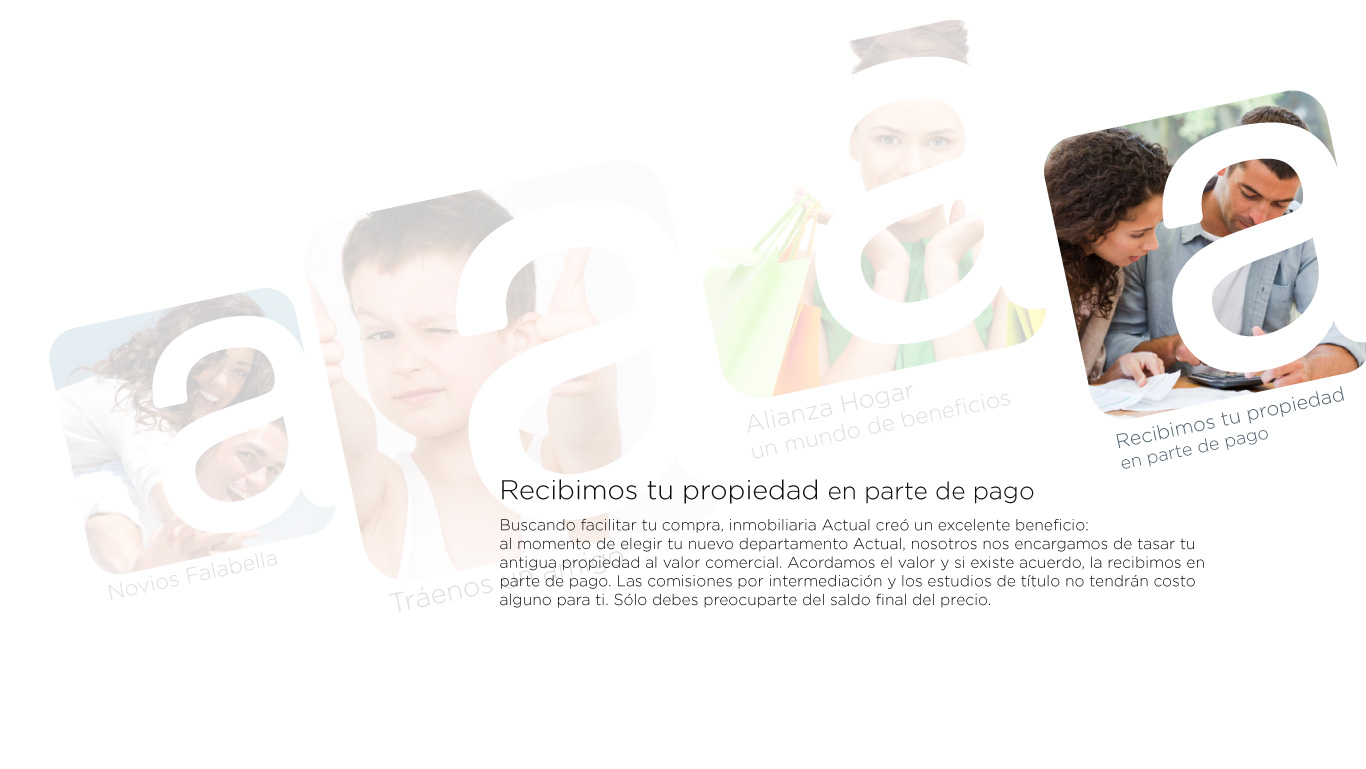 a
a
a
a
Alianza Hogar
un mundo de beneficios
Recibimos tu propiedad
en parte de pago
Novios Falabella
Tráenos un amigo
Recibimos tu propiedad en parte de pago
Buscando facilitar tu compra, inmobiliaria Actual creó un excelente beneficio:
al momento de elegir tu nuevo departamento Actual, nosotros nos encargamos de tasar tu
antigua propiedad al valor comercial. Acordamos el valor y si existe acuerdo, la recibimos en
parte de pago. Las comisiones por intermediación y los estudios de título no tendrán costo
alguno para ti. Sólo debes preocuparte del saldo final del precio.